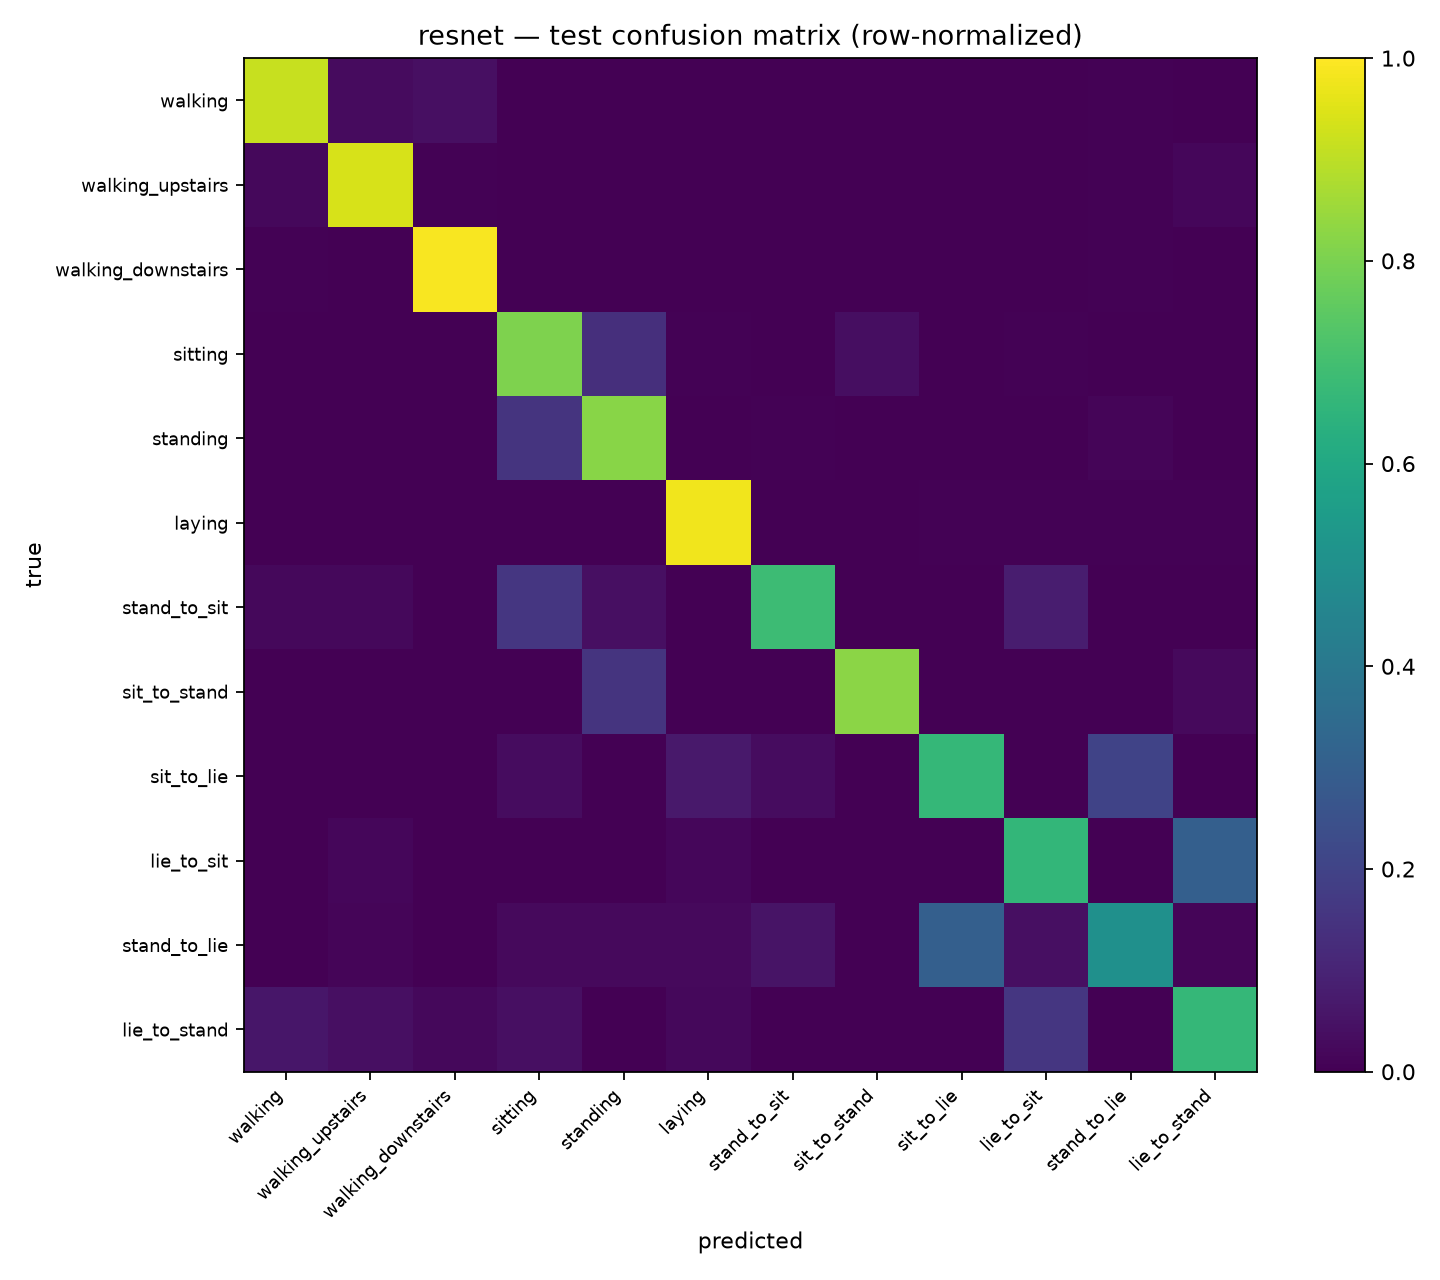 resnet — test confusion matrix (row-normalized)
true
walking
walking_upstairs
walking_downstairs
sitting
standing
laying
stand_to_sit
sit_to_stand
sit_to_lie
lie_to_sit
stand_to_lie
lie_to_stand
walking
walking_upstairs
walking_downstairs
sitting
standing
laying
stand_to_sit
sit_to_stand
sit_to_lie
lie_to_sit
stand_to_lie
lie_to_stand
predicted
1.0
0.8
0.6
0.4
0.2
0.0